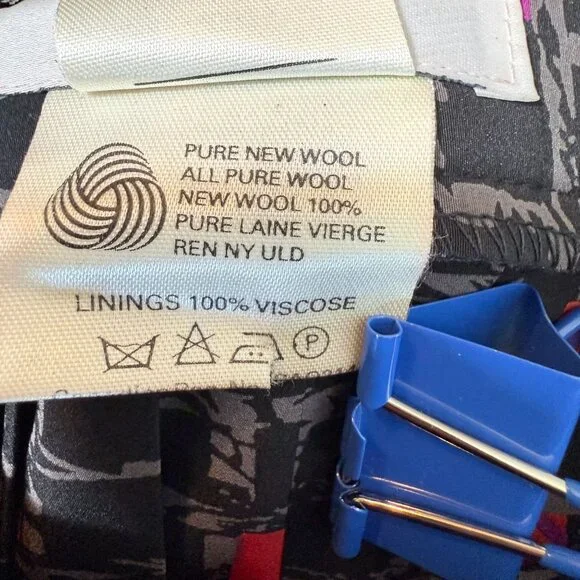 PURE NEW WOOL
ALL PURE WOOL
NEW WOOL 100%
PURE LAINE VIERGE
REN NY ULD
LININGS 100% VISCOSE
P